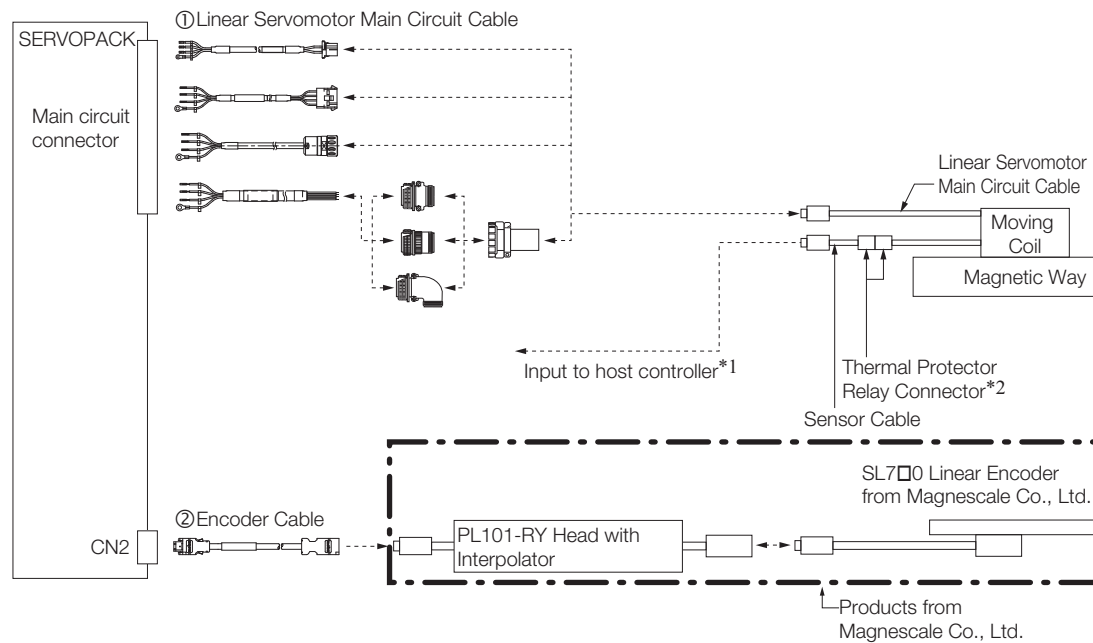 ①Linear Servomotor Main Circuit Cable
SERVOPACK
Main circuit
connector
Linear Servomotor
Main Circuit Cable
Moving
Coil
Magnetic Way
Input to host controller*1
Thermal Protector
Relay Connector*2
Sensor Cable
SL7□0 Linear Encoder
from Magnescale Co., Ltd.
②Encoder Cable
CN2
PL101-RY Head with
Interpolator
Products from
Magnescale Co., Ltd.